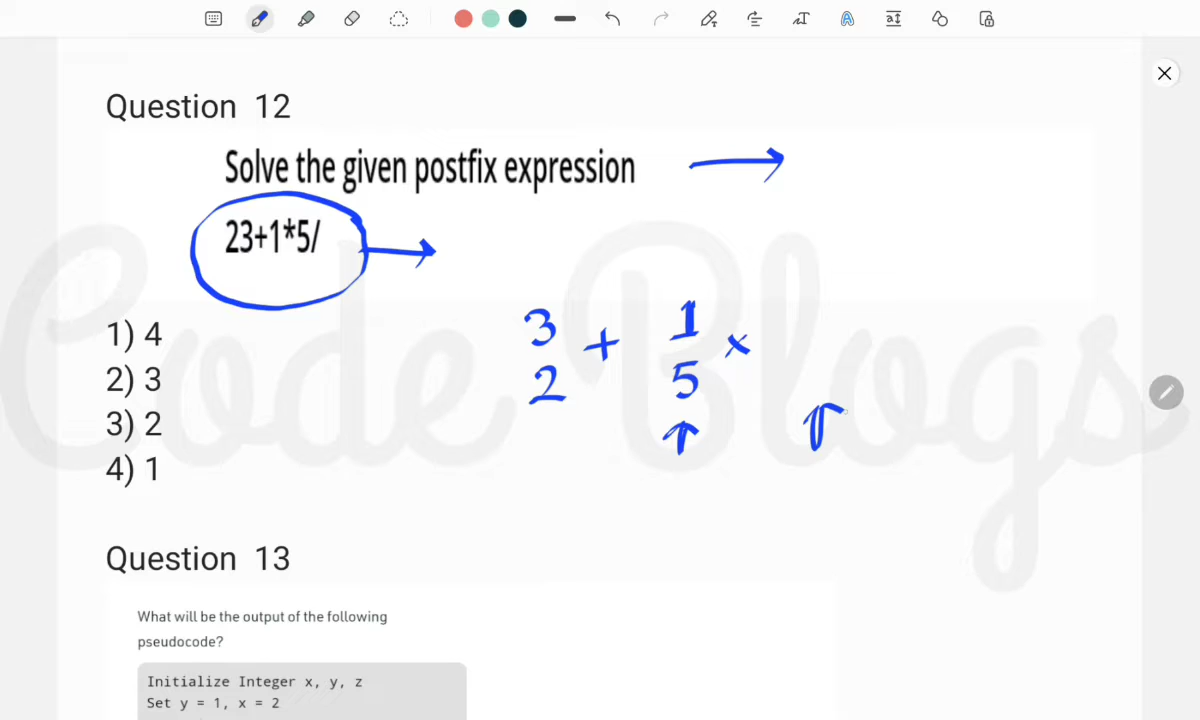 Question 12
Solve the given postfix expression
23+1*5/
3 + 1 ×
2 5
1) 4
2) 3
3) 2
4) 1
Code Blogs
Question 13
What will be the output of the following
pseudocode?
Initialize Integer x, y, z
Set y = 1, x = 2